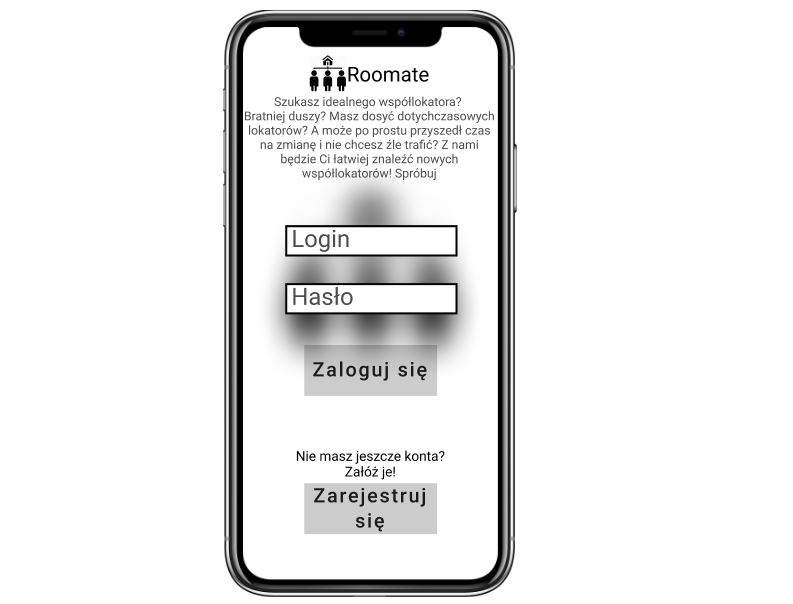 Roomate
Szukasz idealnego współlokatora?
Bratniej duszy? Masz dosyć dotychczasowych
lokatorów? A może po prostu przyszedł czas
na zmianę i nie chcesz źle trafić? Z nami
będzie Ci łatwiej znaleźć nowych
współlokatorów! Spróbuj
Login
Hasło
Zaloguj się
Nie masz jeszcze konta?
Załóż je!
Zarejestruj
się